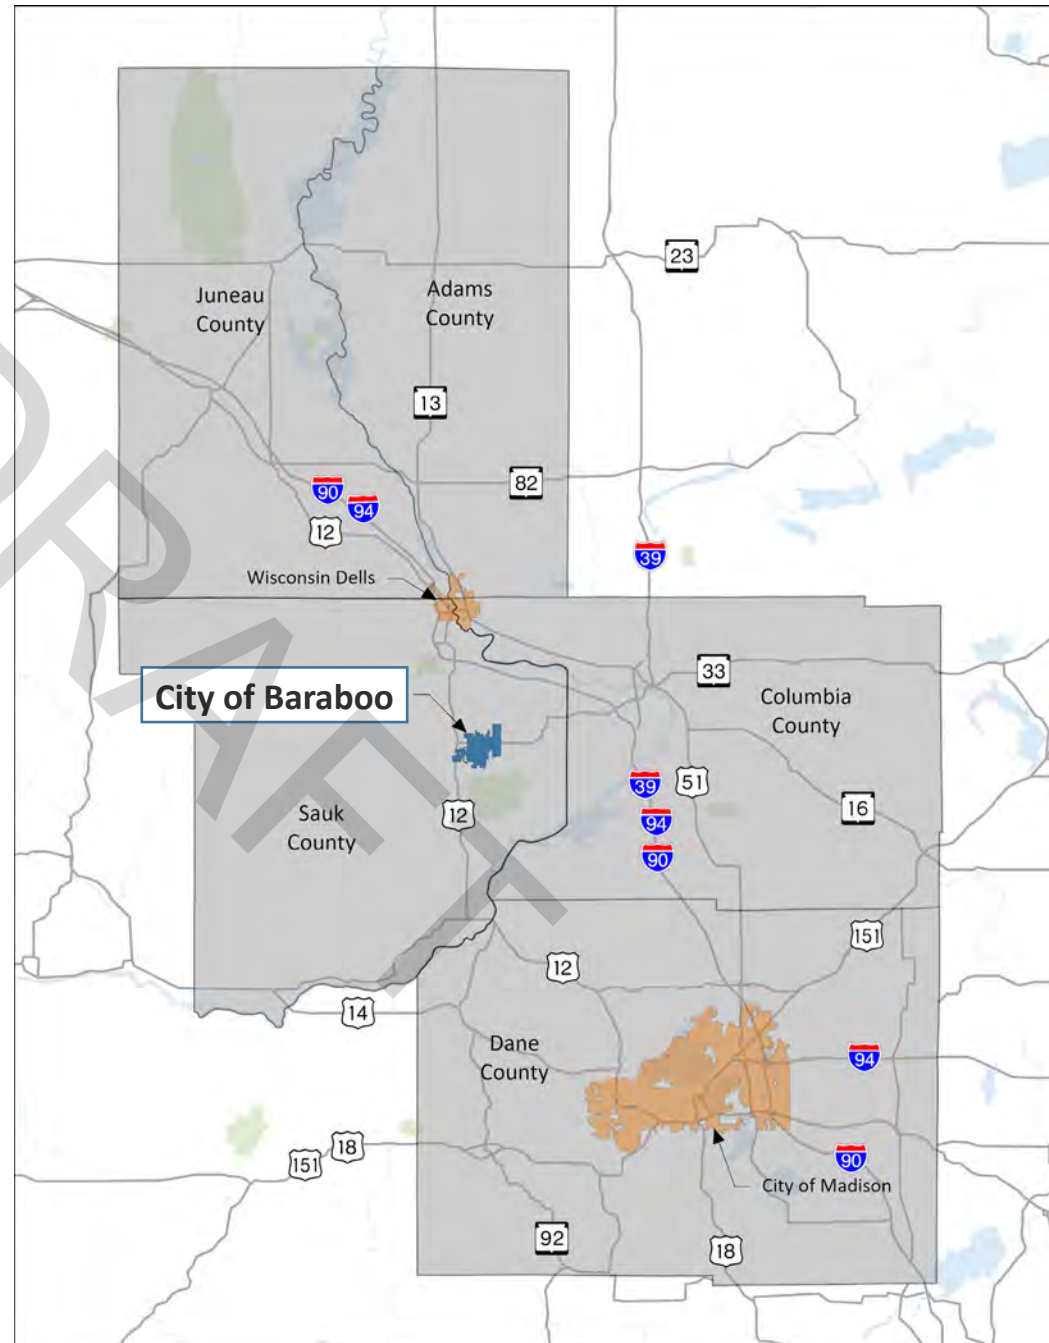 23
Juneau
County
Adams
County
13
82
90
94
12
39
Wisconsin Dells
33
City of Baraboo
Columbia
County
39
51
12
94
16
Sauk
County
90
151
12
14
Dane
County
94
18
151
90
City of Madison
92
18
DRAFT